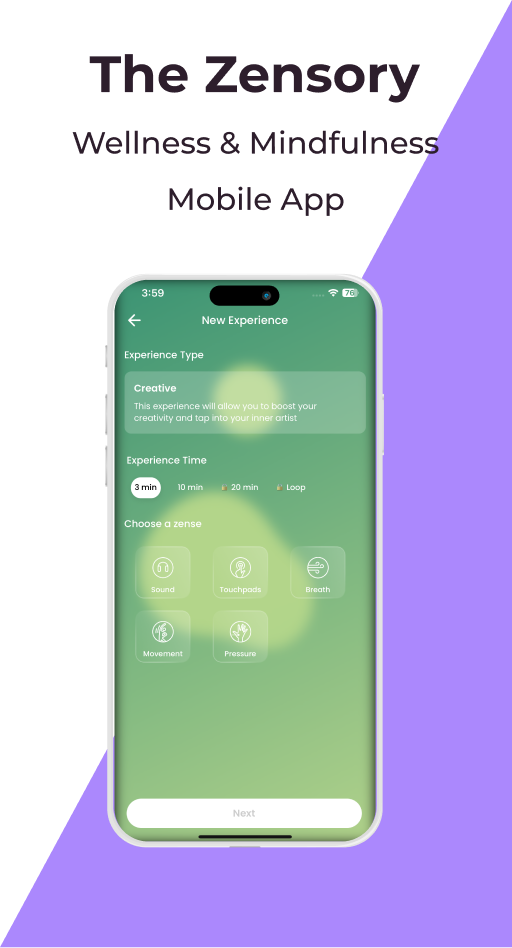 The Zensory
Wellness & Mindfulness
Mobile App
3:59
76
New Experience
Experience Type
Creative
This experience will allow you to boost your
creativity and tap into your inner artist
Experience Time
3 min 10 min 20 min Loop
Choose a zense
Sound Touchpads Breath
Movement Pressure
Next